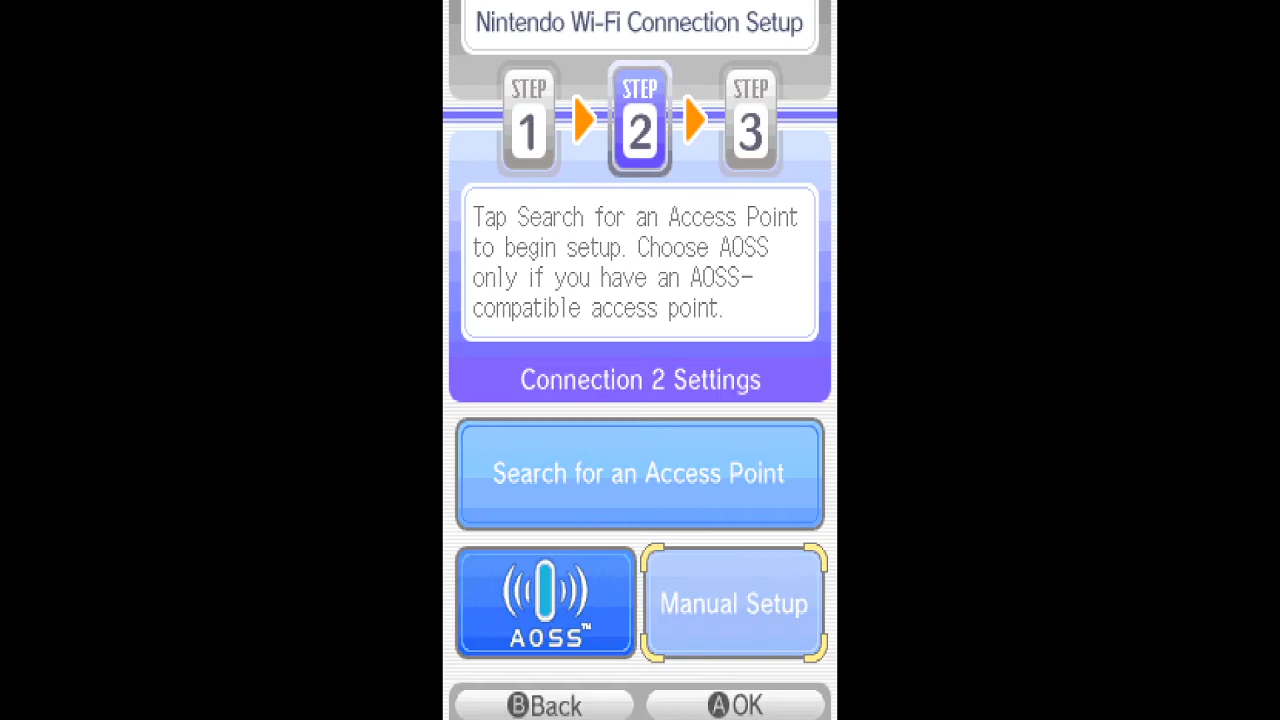 Nintendo Wi-Fi Connection Setup
STEP STEP STEP
1 2 3
Tap Search for an Access Point
to begin setup. Choose AOSS
only if you have an AOSS-
compatible access point.
Connection 2 Settings
Search for an Access Point
AOSS™
Manual Setup
B Back
A OK